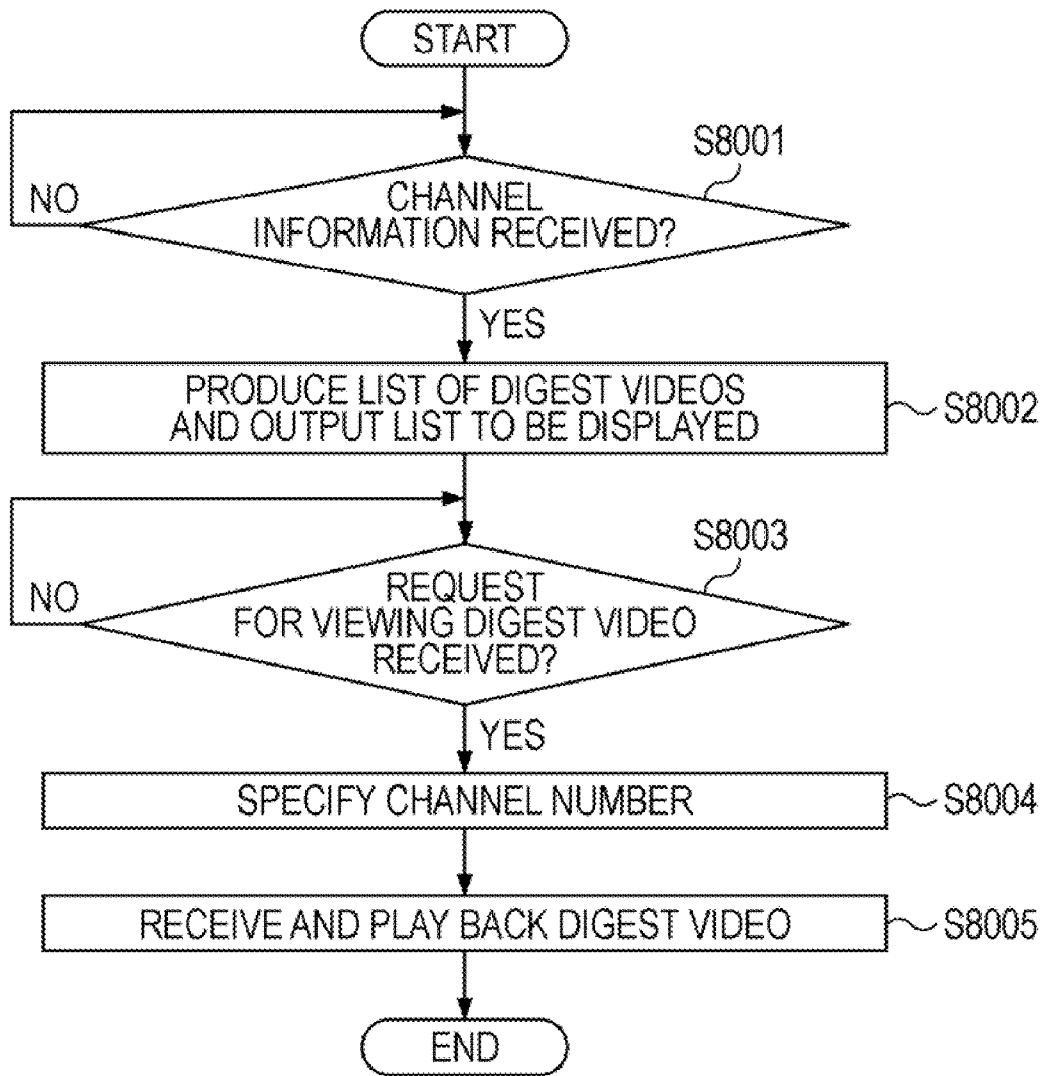 START
S8001
CHANNEL
INFORMATION RECEIVED?
NO
YES
PRODUCE LIST OF DIGEST VIDEOS
AND OUTPUT LIST TO BE DISPLAYED
S8002
S8003
REQUEST
FOR VIEWING DIGEST VIDEO
RECEIVED?
NO
YES
SPECIFY CHANNEL NUMBER
S8004
RECEIVE AND PLAY BACK DIGEST VIDEO
S8005
END